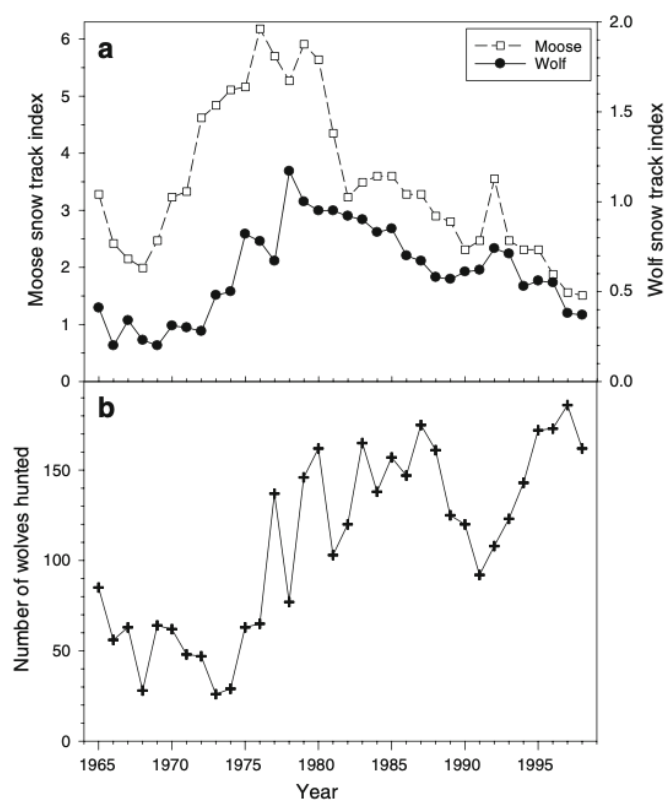 a
Moose
Wolf
Moose snow track index
6
5
4
3
2
1
0
Wolf snow track index
2.0
1.5
1.0
0.5
0.0
b
Number of wolves hunted
150
100
50
0
1965 1970 1975 1980 1985 1990 1995
Year